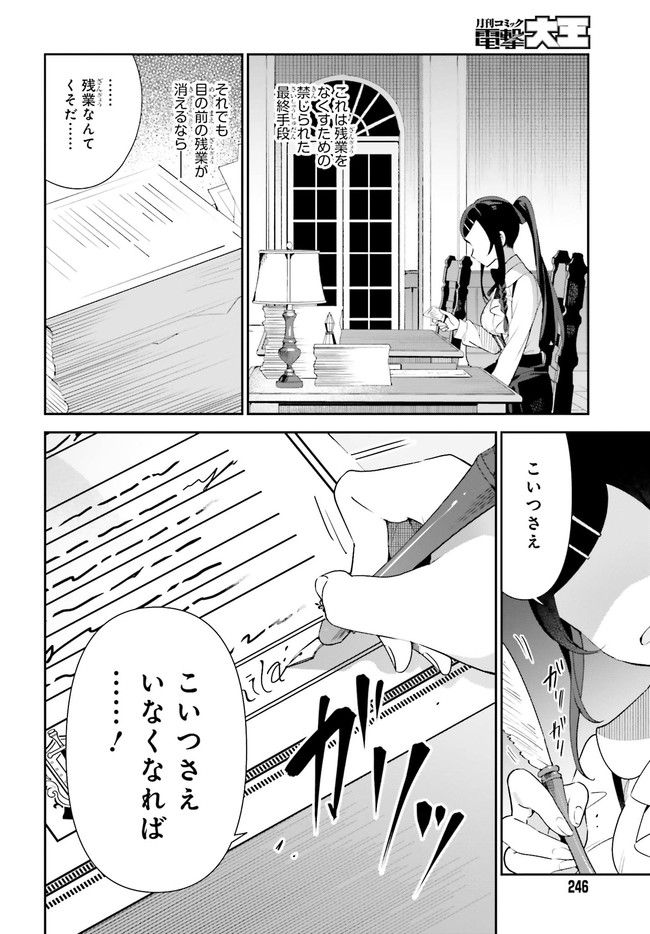 月刊コミック
電撃大王
これは残業を
なくすための
禁じられた
最終手段―
それでも
目の前の残業が
消えるなら――
……
残業なんて
くそだ……
こいつさえ
ガリ
ガリ
こいつさえ
いなくなれば
……！
ガリッ
246